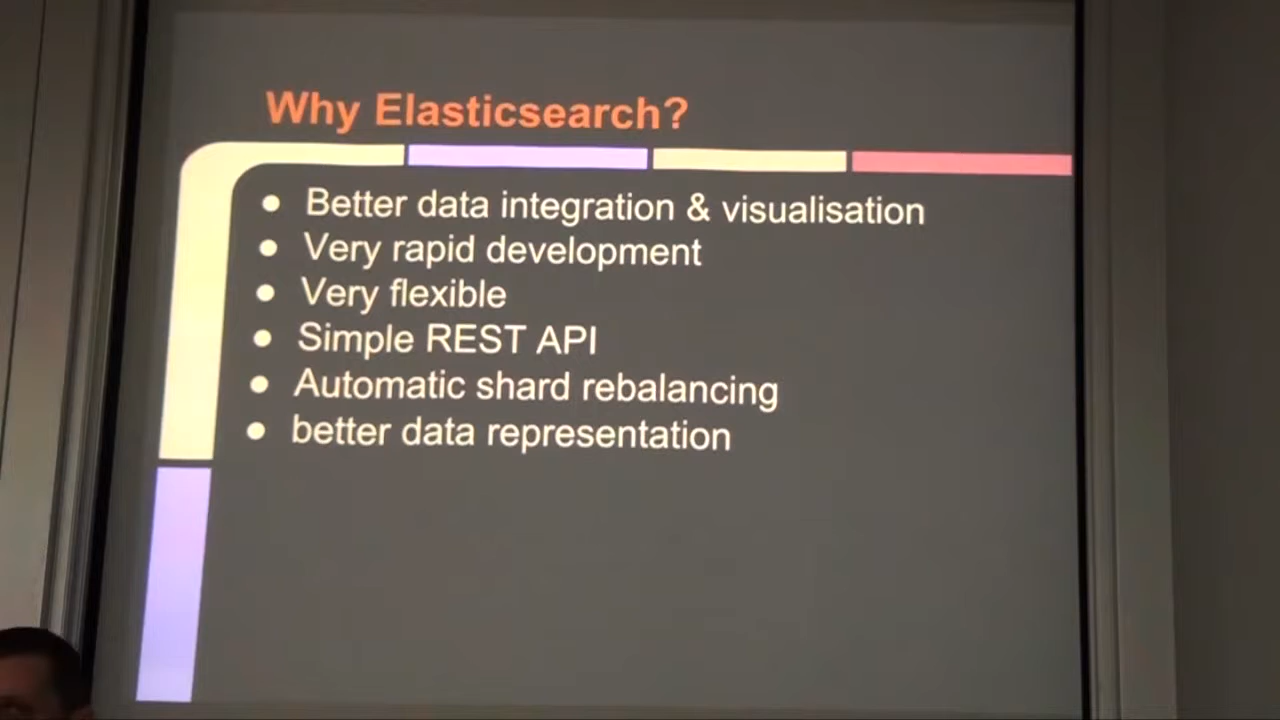 Why Elasticsearch?
● Better data integration & visualisation
● Very rapid development
● Very flexible
● Simple REST API
● Automatic shard rebalancing
● better data representation